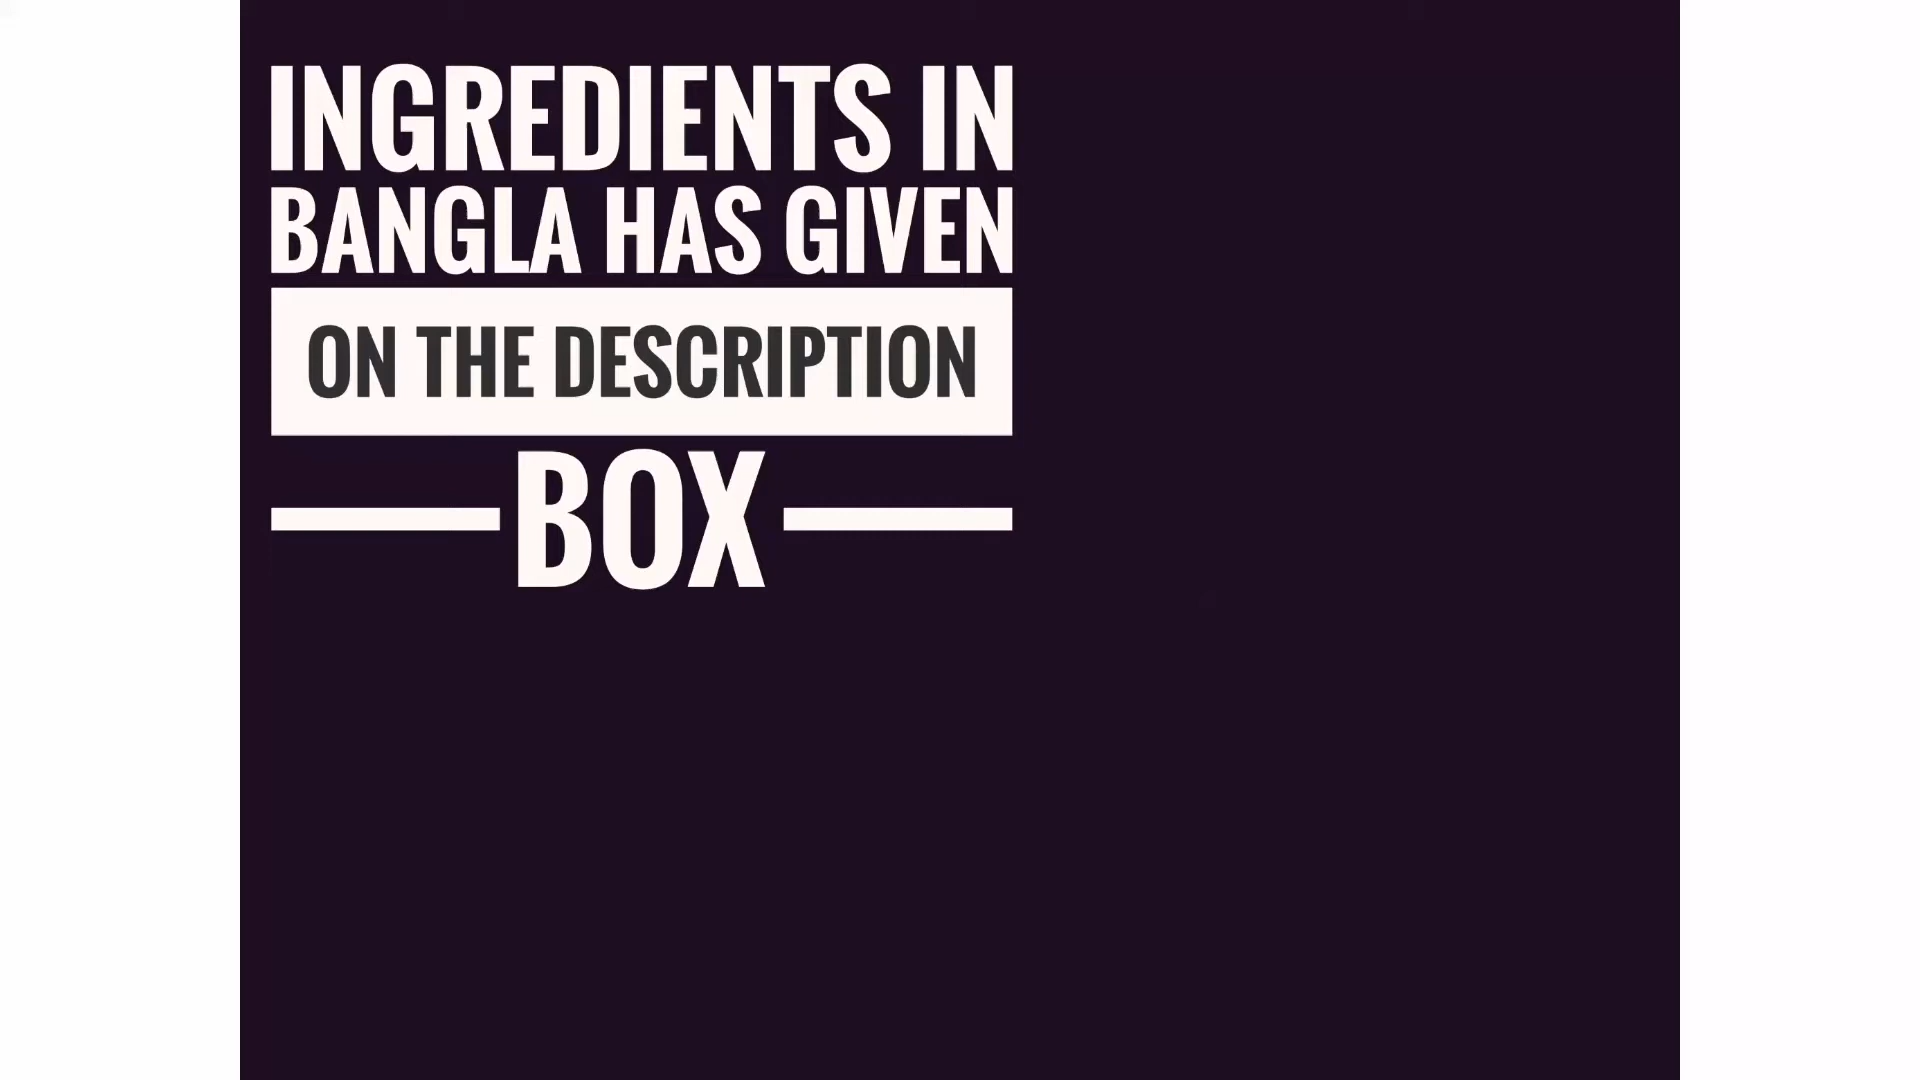 INGREDIENTS IN
BANGLA HAS GIVEN
ON THE DESCRIPTION
BOX